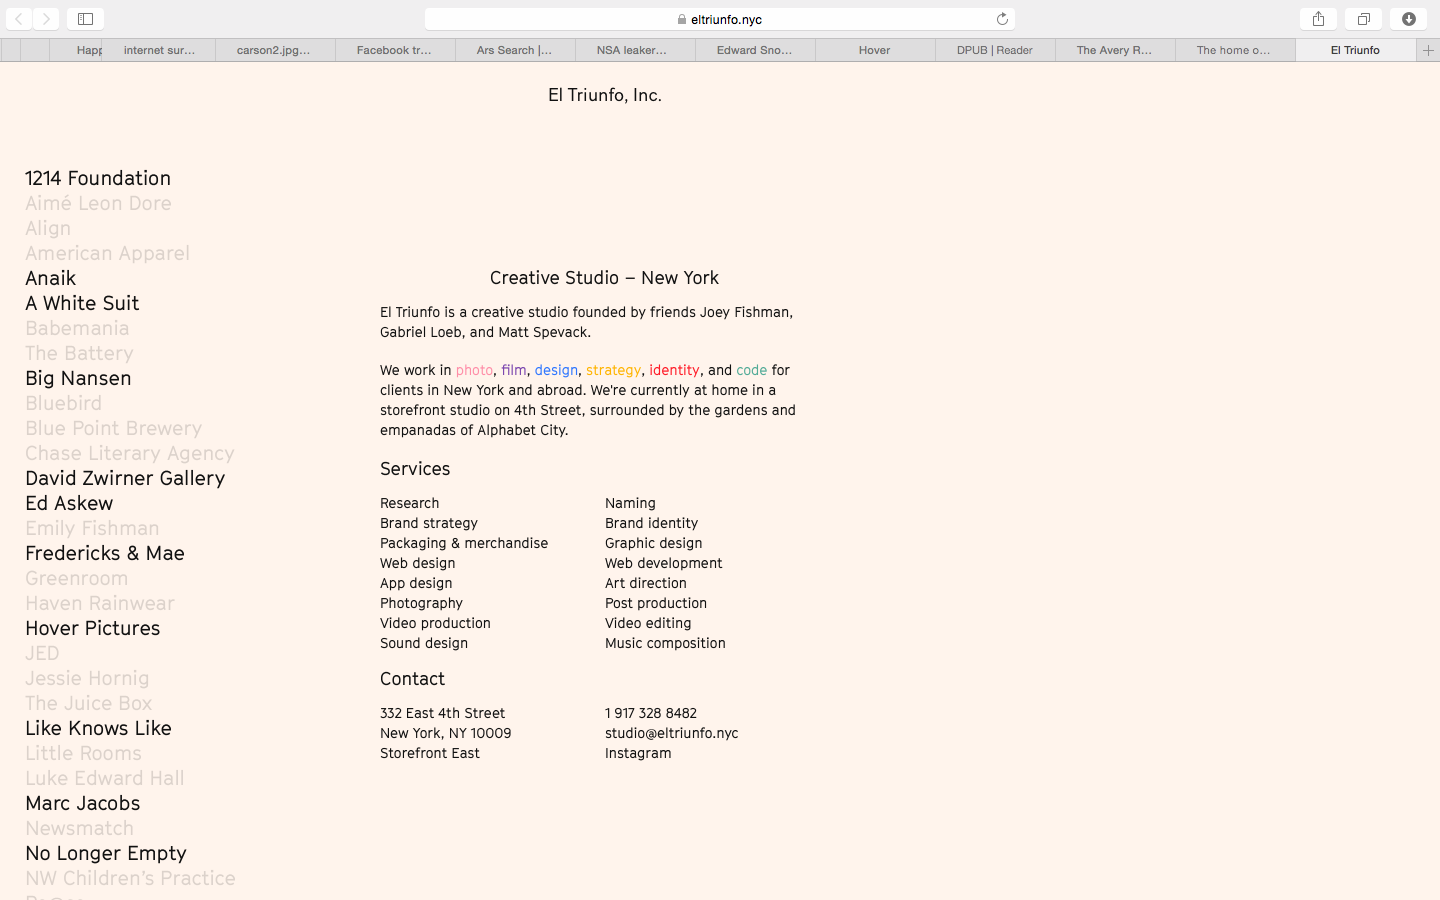 eltriunfo.nyc
Happ
internet sur...
carson2.jpg...
Facebook tr...
Ars Search |...
NSA leaker...
Edward Sno...
Hover
DPUB | Reader
The Avery R...
The home o...
El Triunfo
El Triunfo, Inc.
1214 Foundation
Aimé Leon Dore
Align
American Apparel
Anaik
A White Suit
Babemania
The Battery
Big Nansen
Bluebird
Blue Point Brewery
Chase Literary Agency
David Zwirner Gallery
Ed Askew
Emily Fishman
Fredericks & Mae
Greenroom
Haven Rainwear
Hover Pictures
JED
Jessie Hornig
The Juice Box
Like Knows Like
Little Rooms
Luke Edward Hall
Marc Jacobs
Newsmatch
No Longer Empty
NW Children's Practice
Creative Studio – New York
El Triunfo is a creative studio founded by friends Joey Fishman,
Gabriel Loeb, and Matt Spevack.
We work in photo, film, design, strategy, identity, and code for
clients in New York and abroad. We're currently at home in a
storefront studio on 4th Street, surrounded by the gardens and
empanadas of Alphabet City.
Services
Research
Brand strategy
Packaging & merchandise
Web design
App design
Photography
Video production
Sound design
Naming
Brand identity
Graphic design
Web development
Art direction
Post production
Video editing
Music composition
Contact
332 East 4th Street
New York, NY 10009
Storefront East
1 917 328 8482
studio@eltriunfo.nyc
Instagram